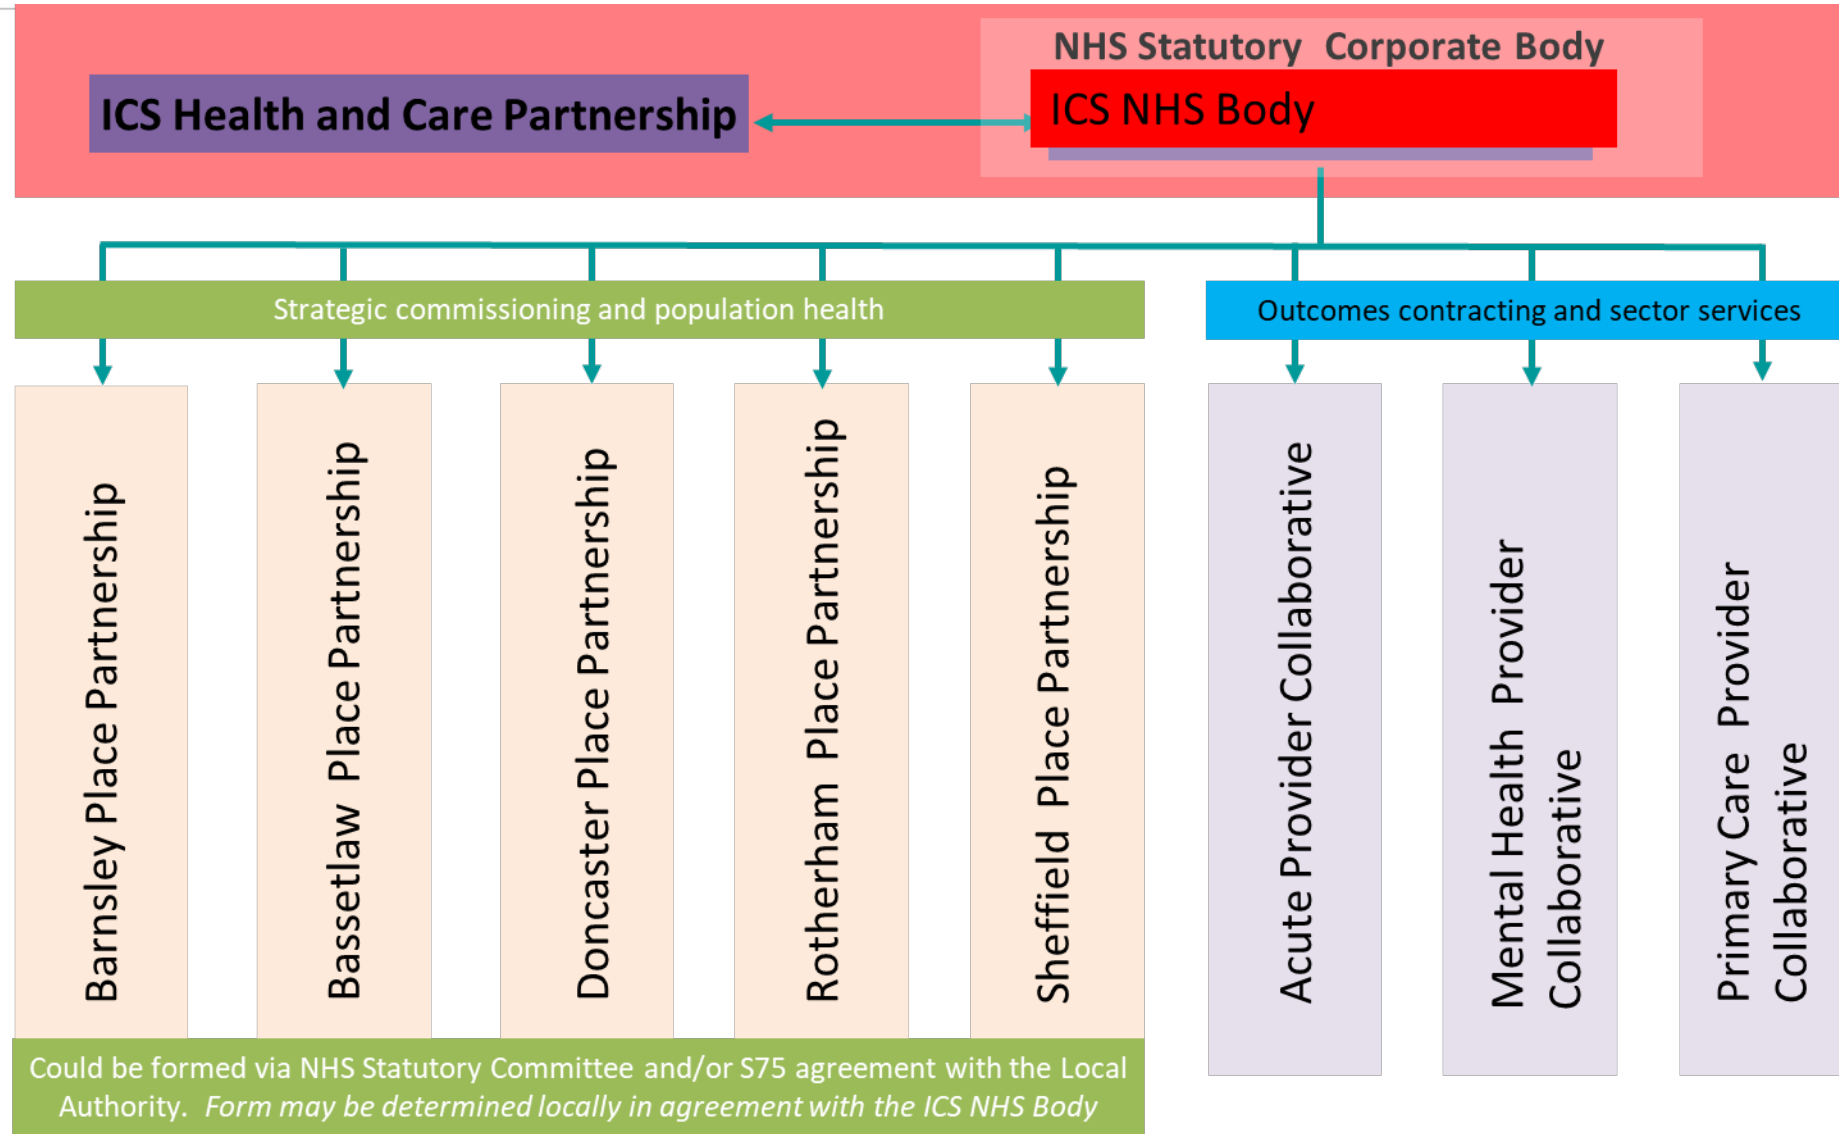 NHS Statutory Corporate Body
ICS Health and Care Partnership
ICS NHS Body
Strategic commissioning and population health
Outcomes contracting and sector services
Barnsley Place Partnership
Bassetlaw Place Partnership
Doncaster Place Partnership
Rotherham Place Partnership
Sheffield Place Partnership
Acute Provider Collaborative
Mental Health Provider
Collaborative
Primary Care Provider
Collaborative
Could be formed via NHS Statutory Committee and/or S75 agreement with the Local
Authority. Form may be determined locally in agreement with the ICS NHS Body